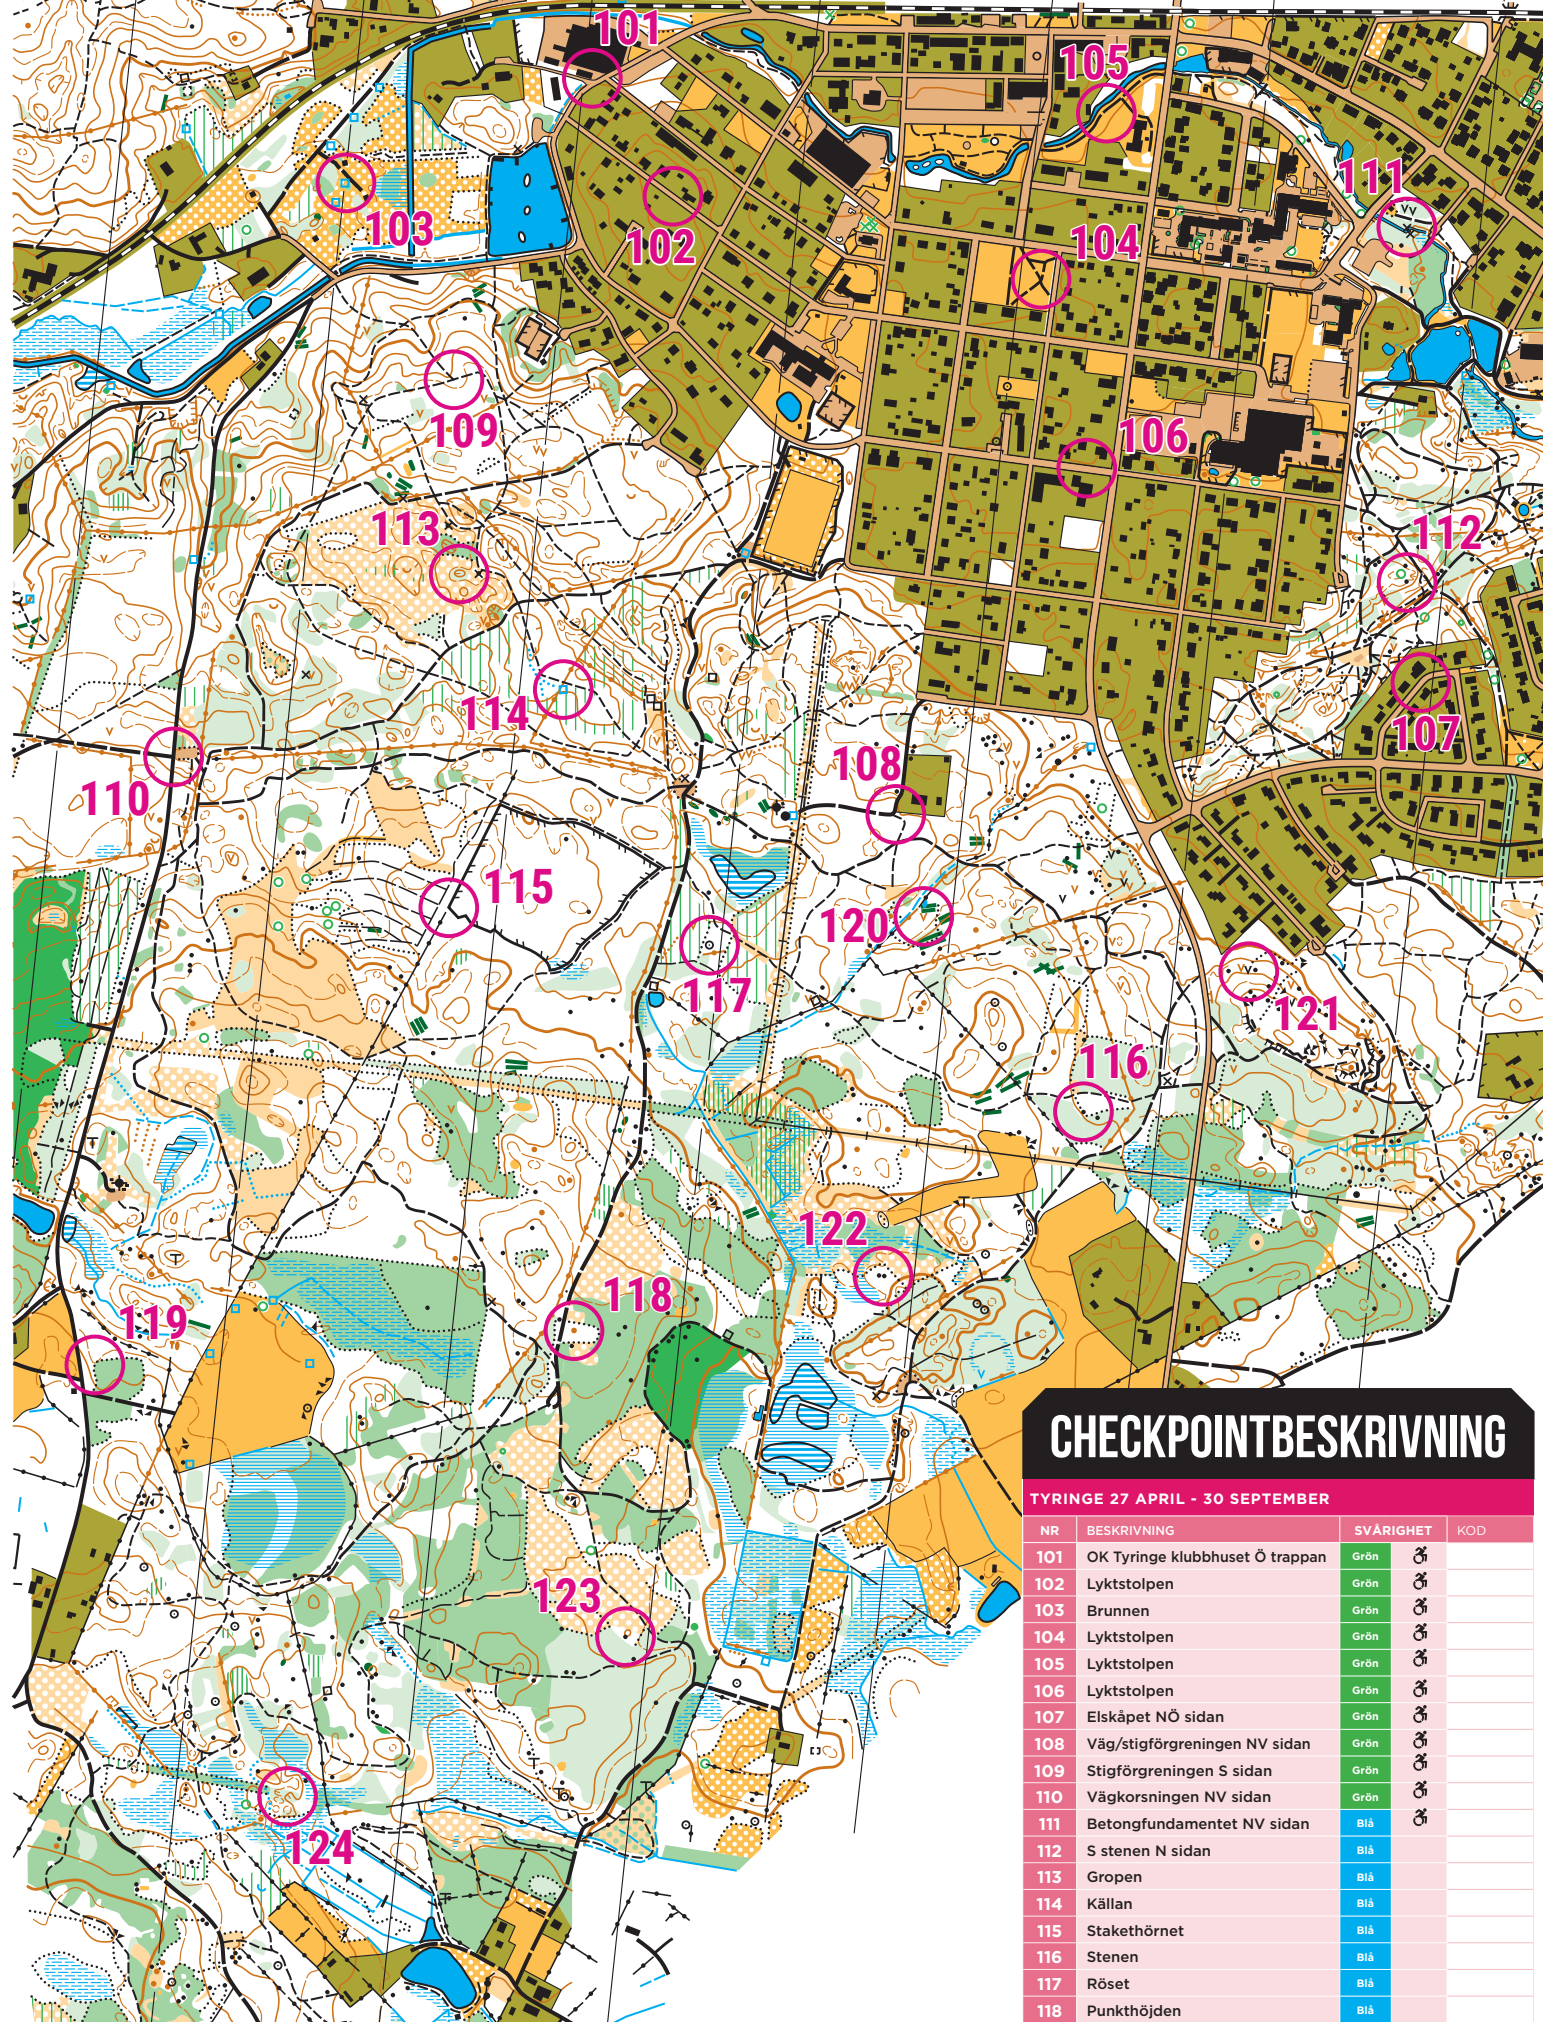 101
105
111
103
102
104
109
106
113
112
114
107
108
110
115
120
117
121
116
122
118
119
123
124
CHECKPOINTBESKRIVNING
TYRINGE 27 APRIL - 30 SEPTEMBER
NR BESKRIVNING SVÅRIGHET KOD
101 OK Tyringe klubbhuset Ö trappan Grön
102 Lyktstolpen Grön
103 Brunnen Grön
104 Lyktstolpen Grön
105 Lyktstolpen Grön
106 Lyktstolpen Grön
107 Elskåpet NÖ sidan Grön
108 Väg/stigförgreningen NV sidan Grön
109 Stigförgreningen S sidan Grön
110 Vägkorsningen NV sidan Grön
111 Betongfundamentet NV sidan Blå
112 S stenen N sidan Blå
113 Gropen Blå
114 Källan Blå
115 Stakethörnet Blå
116 Stenen Blå
117 Röset Blå
118 Punkthöjden Blå